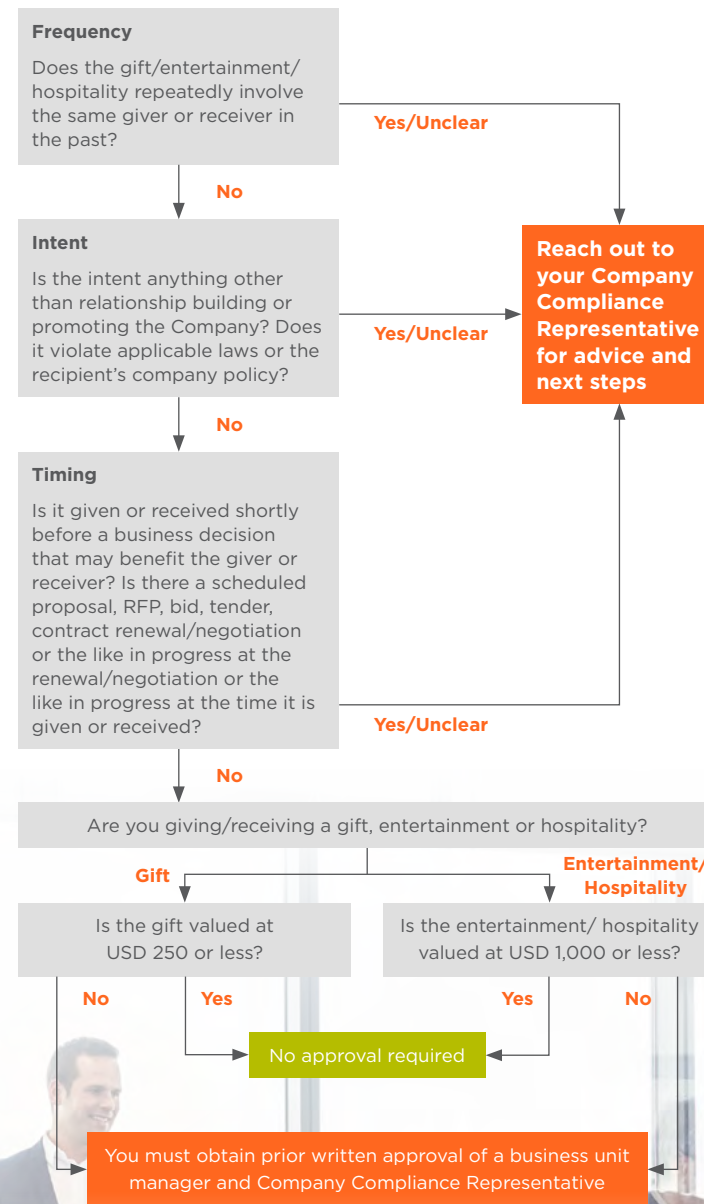 Frequency
Does the gift/entertainment/
hospitality repeatedly involve
the same giver or receiver in
the past?
Yes/Unclear
No
Intent
Is the intent anything other
than relationship building or
promoting the Company? Does
it violate applicable laws or the
recipient's company policy?
Yes/Unclear
Reach out to
your Company
Compliance
Representative
for advice and
next steps
No
Timing
Is it given or received shortly
before a business decision
that may benefit the giver or
receiver? Is there a scheduled
proposal, RFP, bid, tender,
contract renewal/negotiation
or the like in progress at the
renewal/negotiation or the
like in progress at the time it is
given or received?
Yes/Unclear
No
Are you giving/receiving a gift, entertainment or hospitality?
Gift
Entertainment/
Hospitality
Is the gift valued at
USD 250 or less?
Is the entertainment/ hospitality
valued at USD 1,000 or less?
No
Yes
Yes
No
No approval required
You must obtain prior written approval of a business unit
manager and Company Compliance Representative